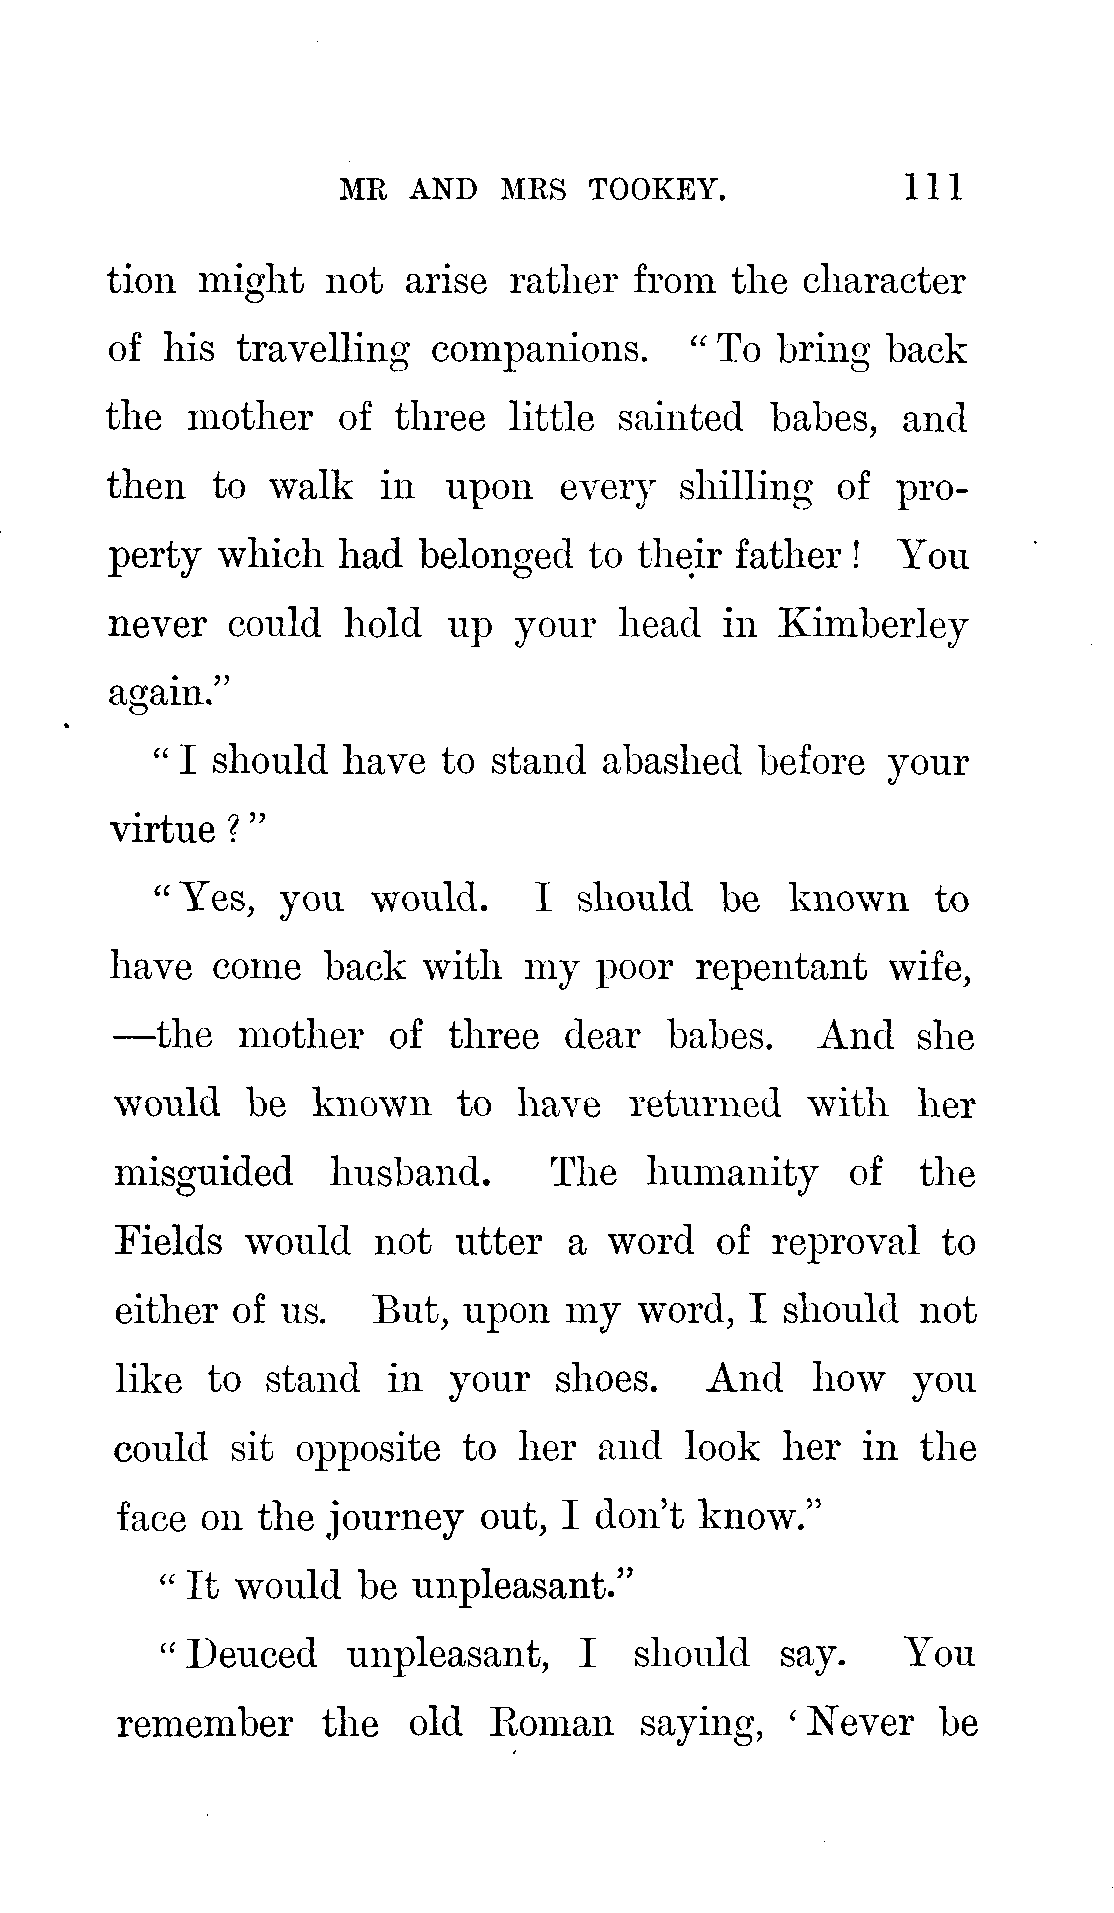 MR AND MRS TOOKEY. 111
tion might not arise rather from the character
of his travelling companions. “To bring back
the mother of three little sainted babes, and
then to walk in upon every shilling of pro-
perty which had belonged to their father! You
never could hold up your head in Kimberley
again.”
“I should have to stand abashed before your
virtue?”
“Yes, you would. I should be known to
have come back with my poor repentant wife,
—the mother of three dear babes. And she
would be known to have returned with her
misguided husband. The humanity of the
Fields would not utter a word of reproval to
either of us. But, upon my word, I should not
like to stand in your shoes. And how you
could sit opposite to her and look her in the
face on the journey out, I don’t know.”
“It would be unpleasant.”
“Deuced unpleasant, I should say. You
remember the old Roman saying, ‘Never be